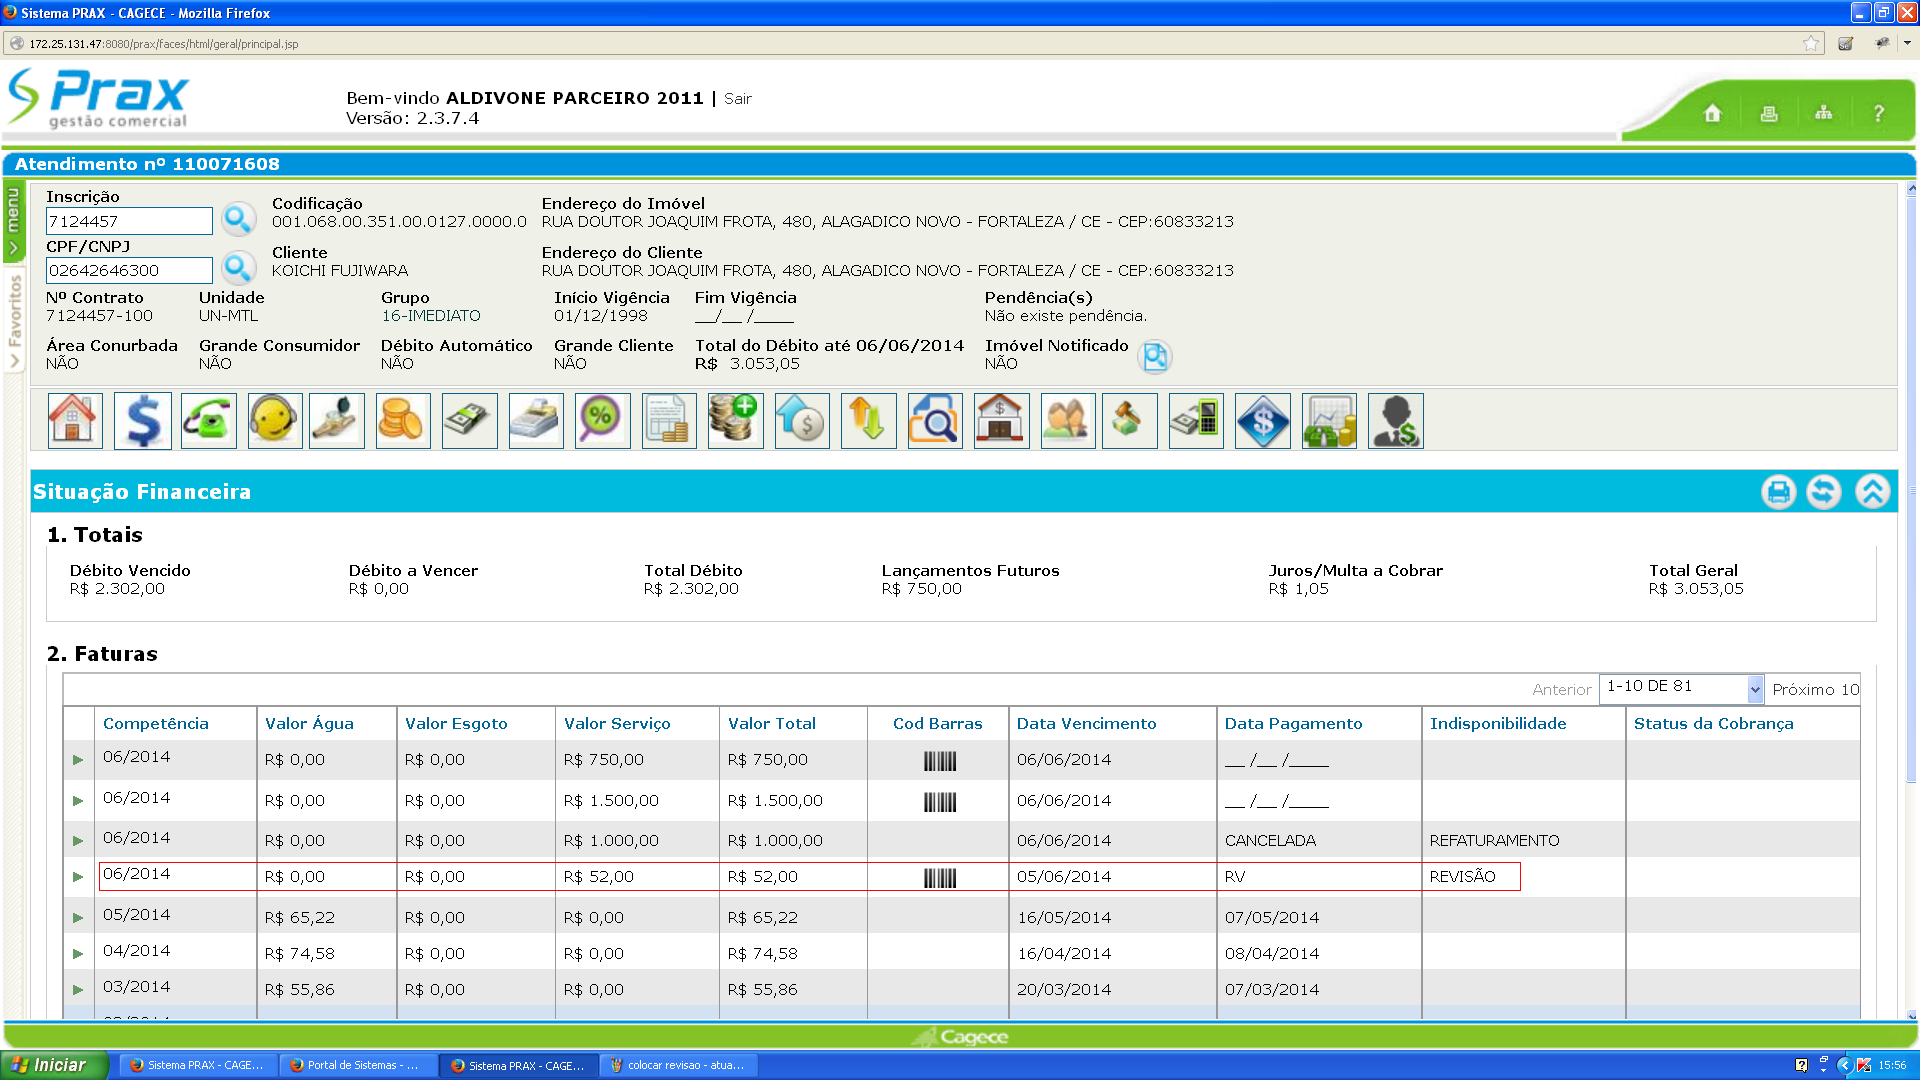 Sistema PRAX - CAGECE - Mozilla Firefox
172.25.131.47:8080/prax/faces/html/geral/principal.jsp
Prax
gestão comercial
Bem-vindo ALDIVONE PARCEIRO 2011 | Sair
Versão: 2.3.7.4
?
Atendimento nº 110071608
menu
Favoritos
Inscrição
7124457
Codificação
001.068.00.351.00.0127.0000.0
Endereço do Imóvel
RUA DOUTOR JOAQUIM FROTA, 480, ALAGADICO NOVO - FORTALEZA / CE - CEP:60833213
CPF/CNPJ
02642646300
Cliente
KOICHI FUJIWARA
Endereço do Cliente
RUA DOUTOR JOAQUIM FROTA, 480, ALAGADICO NOVO - FORTALEZA / CE - CEP:60833213
Nº Contrato Unidade Grupo Início Vigência Fim Vigência Pendência(s)
7124457-100 UN-MTL 16-IMEDIATO 01/12/1998 __/__ /____ Não existe pendência.
Área Conurbada Grande Consumidor Débito Automático Grande Cliente Total do Débito até 06/06/2014 Imóvel Notificado
NÃO NÃO NÃO NÃO R$ 3.053,05 NÃO
Situação Financeira
1. Totais
Débito Vencido Débito a Vencer Total Débito Lançamentos Futuros Juros/Multa a Cobrar Total Geral
R$ 2.302,00 R$ 0,00 R$ 2.302,00 R$ 750,00 R$ 1,05 R$ 3.053,05
2. Faturas
Anterior 1-10 DE 81 Próximo 10
Competência Valor Água Valor Esgoto Valor Serviço Valor Total Cod Barras Data Vencimento Data Pagamento Indisponibilidade Status da Cobrança
06/2014 R$ 0,00 R$ 0,00 R$ 750,00 R$ 750,00 06/06/2014 __ /__ /____
06/2014 R$ 0,00 R$ 0,00 R$ 1.500,00 R$ 1.500,00 06/06/2014 __ /__ /____
06/2014 R$ 0,00 R$ 0,00 R$ 1.000,00 R$ 1.000,00 06/06/2014 CANCELADA REFATURAMENTO
06/2014 R$ 0,00 R$ 0,00 R$ 52,00 R$ 52,00 05/06/2014 RV REVISÃO
05/2014 R$ 65,22 R$ 0,00 R$ 0,00 R$ 65,22 16/05/2014 07/05/2014
04/2014 R$ 74,58 R$ 0,00 R$ 0,00 R$ 74,58 16/04/2014 08/04/2014
03/2014 R$ 55,86 R$ 0,00 R$ 0,00 R$ 55,86 20/03/2014 07/03/2014
Cagece
Iniciar Sistema PRAX - CAGE... Portal de Sistemas - ... Sistema PRAX - CAGE... colocar revisao - atua... 15:56